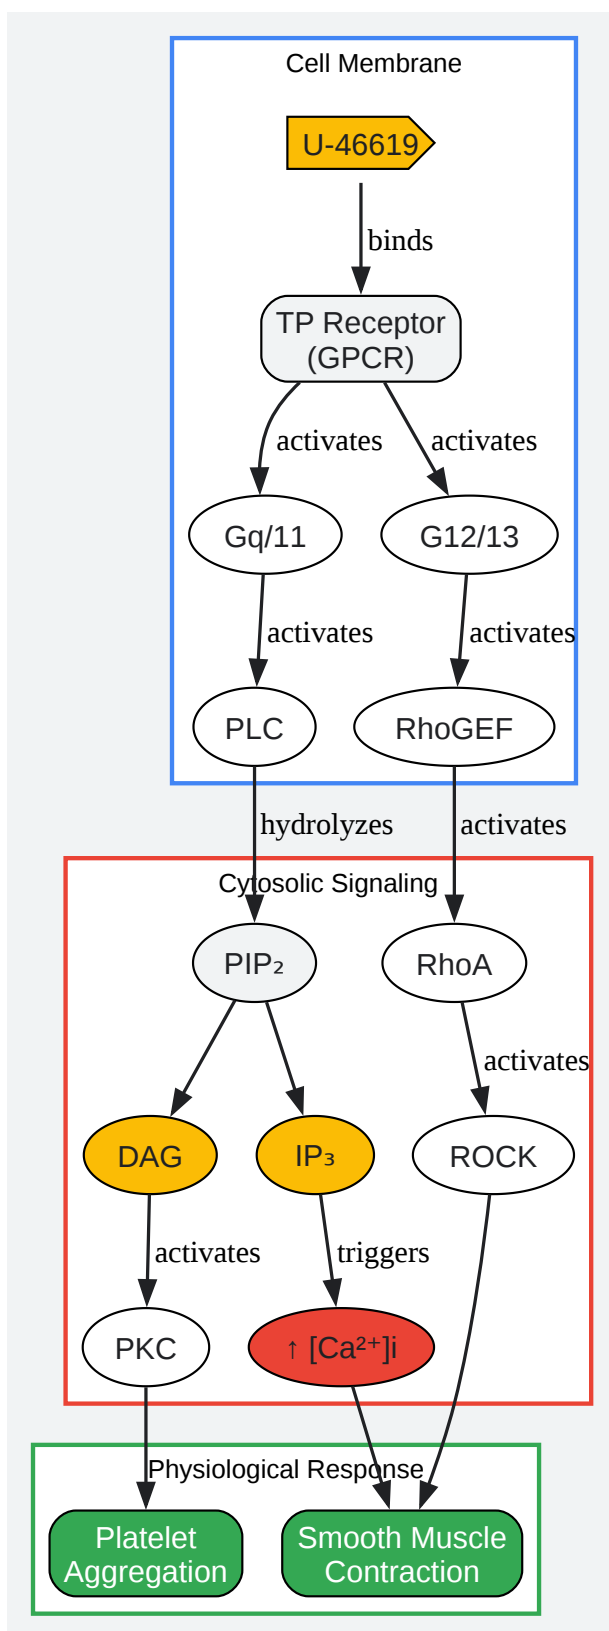 Cell Membrane
U-46619
binds
TP Receptor
(GPCR)
activates
activates
Gq/11
G12/13
activates
activates
PLC
RhoGEF
hydrolyzes
activates
Cytosolic Signaling
PIP₂
RhoA
activates
DAG
IP₃
ROCK
activates
triggers
PKC
↑ [Ca²⁺]i
Physiological Response
Platelet
Aggregation
Smooth Muscle
Contraction